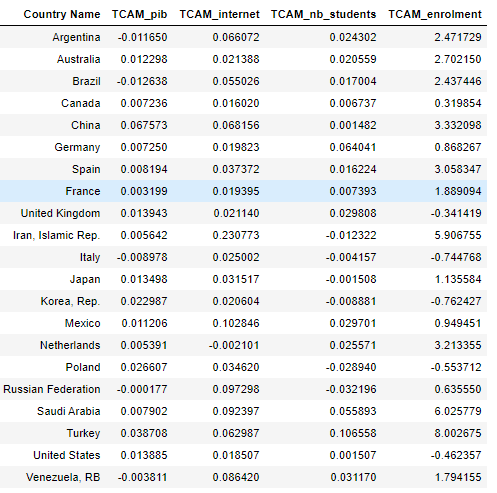 Country Name TCAM_pib TCAM_internet TCAM_nb_students TCAM_enrolment
Argentina -0.011650 0.066072 0.024302 2.471729
Australia 0.012298 0.021388 0.020559 2.702150
Brazil -0.012638 0.055026 0.017004 2.437446
Canada 0.007236 0.016020 0.006737 0.319854
China 0.067573 0.068156 0.001482 3.332098
Germany 0.007250 0.019823 0.064041 0.868267
Spain 0.008194 0.037372 0.016224 3.058347
France 0.003199 0.019395 0.007393 1.889094
United Kingdom 0.013943 0.021140 0.029808 -0.341419
Iran, Islamic Rep. 0.005642 0.230773 -0.012322 5.906755
Italy -0.008978 0.025002 -0.004157 -0.744768
Japan 0.013498 0.031517 -0.001508 1.135584
Korea, Rep. 0.022987 0.020604 -0.008881 -0.762427
Mexico 0.011206 0.102846 0.029701 0.949451
Netherlands 0.005391 -0.002101 0.025571 3.213355
Poland 0.026607 0.034620 -0.028940 -0.553712
Russian Federation -0.000177 0.097298 -0.032196 0.635550
Saudi Arabia 0.007902 0.092397 0.055893 6.025779
Turkey 0.038708 0.062987 0.106558 8.002675
United States 0.013885 0.018507 0.001507 -0.462357
Venezuela, RB -0.003811 0.086420 0.031170 1.794155